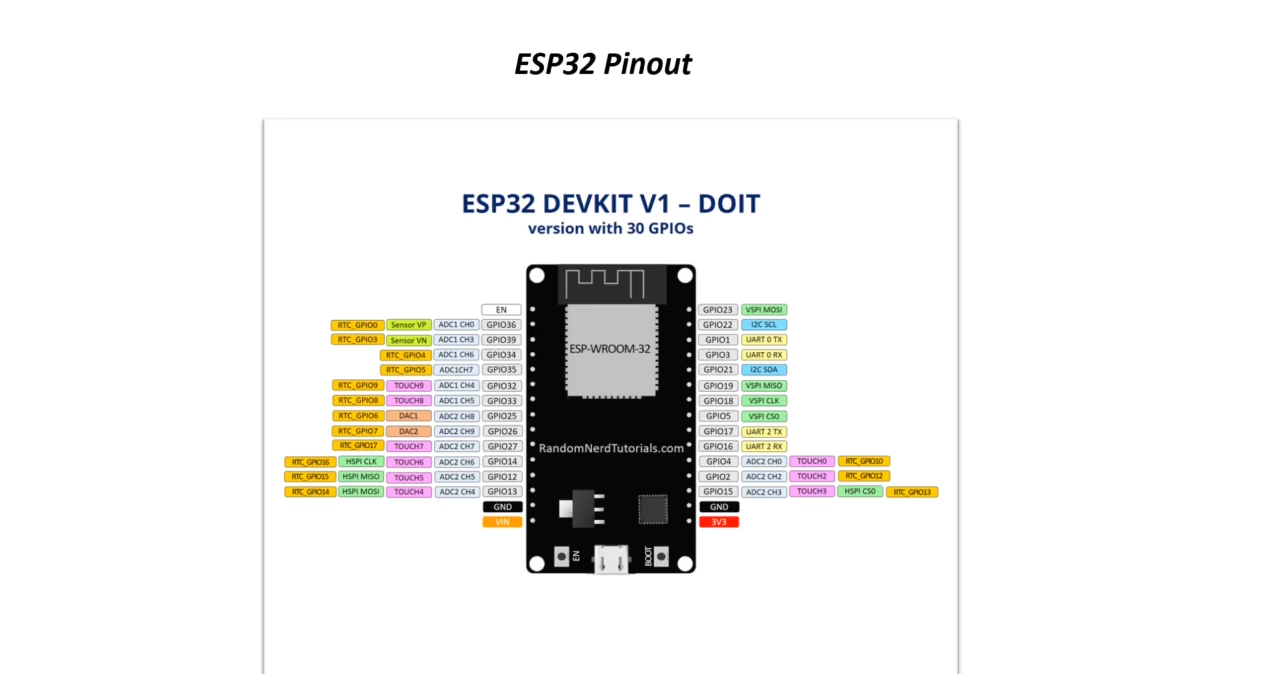 ESP32 Pinout
ESP32 DEVKIT V1 – DOIT
version with 30 GPIOs
EN
RTC_GPIO0 Sensor VP ADC1 CH0 GPIO36
RTC_GPIO3 Sensor VN ADC1 CH3 GPIO39
RTC_GPIO4 ADC1 CH6 GPIO34
RTC_GPIO5 ADC1CH7 GPIO35
RTC_GPIO9 TOUCH9 ADC1 CH4 GPIO32
RTC_GPIO8 TOUCH8 ADC1 CH5 GPIO33
RTC_GPIO6 DAC1 ADC2 CH8 GPIO25
RTC_GPIO7 DAC2 ADC2 CH9 GPIO26
RTC_GPIO17 TOUCH7 ADC2 CH7 GPIO27
RTC_GPIO16 HSPI CLK TOUCH6 ADC2 CH6 GPIO14
RTC_GPIO15 HSPI MISO TOUCH5 ADC2 CH5 GPIO12
RTC_GPIO14 HSPI MOSI TOUCH4 ADC2 CH4 GPIO13
GND
VIN
ESP-WROOM-32
RandomNerdTutorials.com
EN
BOOT
GPIO23 VSPI MOSI
GPIO22 I2C SCL
GPIO1 UART 0 TX
GPIO3 UART 0 RX
GPIO21 I2C SDA
GPIO19 VSPI MISO
GPIO18 VSPI CLK
GPIO5 VSPI CS0
GPIO17 UART 2 TX
GPIO16 UART 2 RX
GPIO4 ADC2 CH0 TOUCH0 RTC_GPIO10
GPIO2 ADC2 CH2 TOUCH2 RTC_GPIO12
GPIO15 ADC2 CH3 TOUCH3 HSPI CS0 RTC_GPIO13
GND
3V3